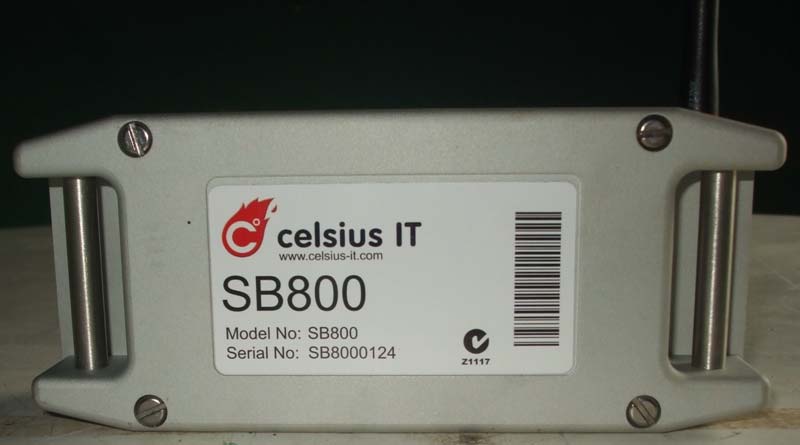 C°
celsius IT
www.celsius-it.com
SB800
Model No: SB800
Serial No: SB8000124
Z1117